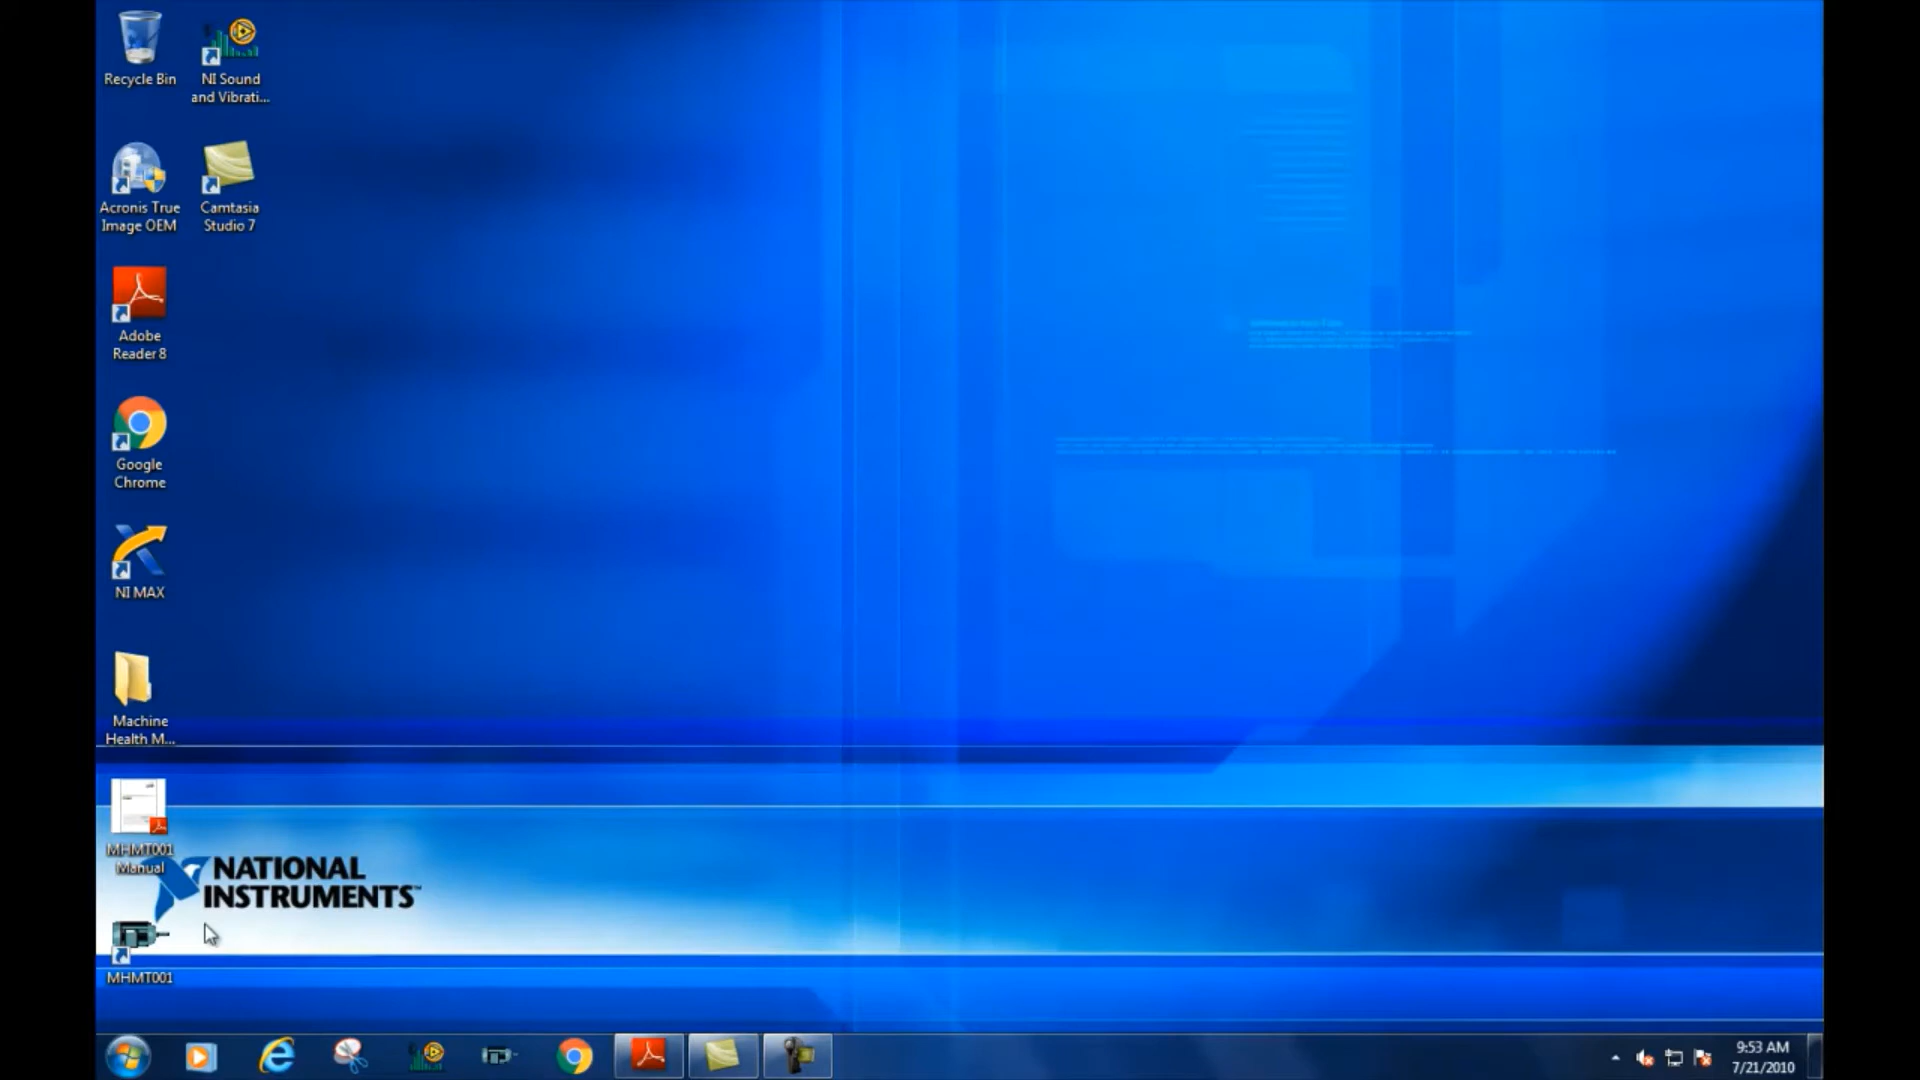 Recycle Bin
NI Sound
and Vibrati...
Acronis True
Image OEM
Camtasia
Studio 7
Adobe
Reader 8
Google
Chrome
NI MAX
Machine
Health M...
MHMT001
Manual
NATIONAL
INSTRUMENTS™
MHMT001
9:53 AM
7/21/2010